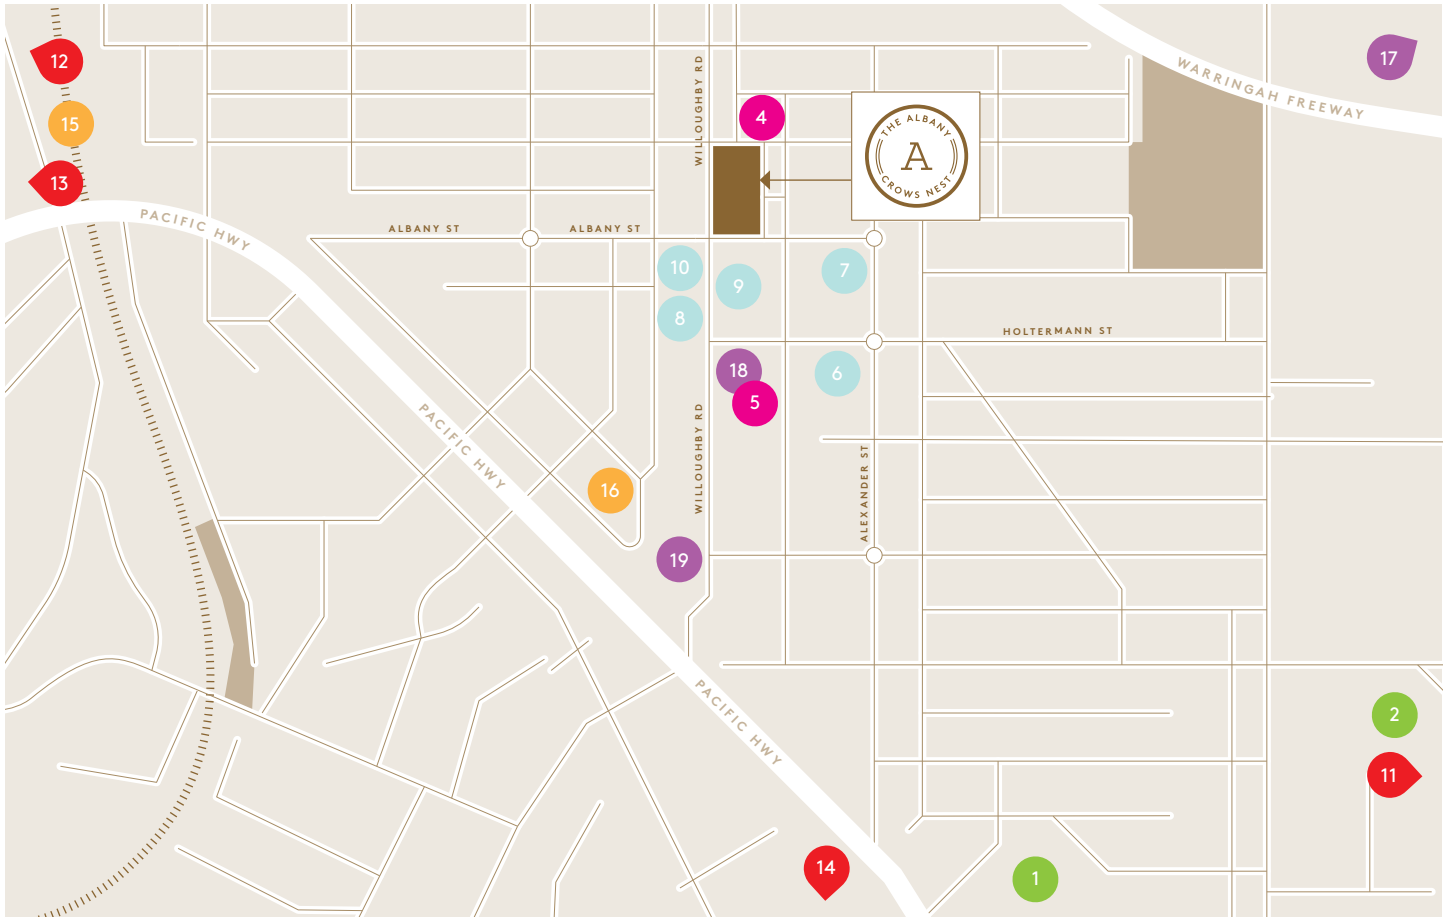 12
17
WARRINGAH FREEWAY
WILLOUGHBY RD
4
15
THE ALBANY
A
CROWS NEST
13
PACIFIC HWY
ALBANY ST
ALBANY ST
10
9
7
8
HOLTERMANN ST
18
6
5
PACIFIC HWY
WILLOUGHBY RD
ALEXANDER ST
16
19
PACIFIC HWY
2
11
14
1